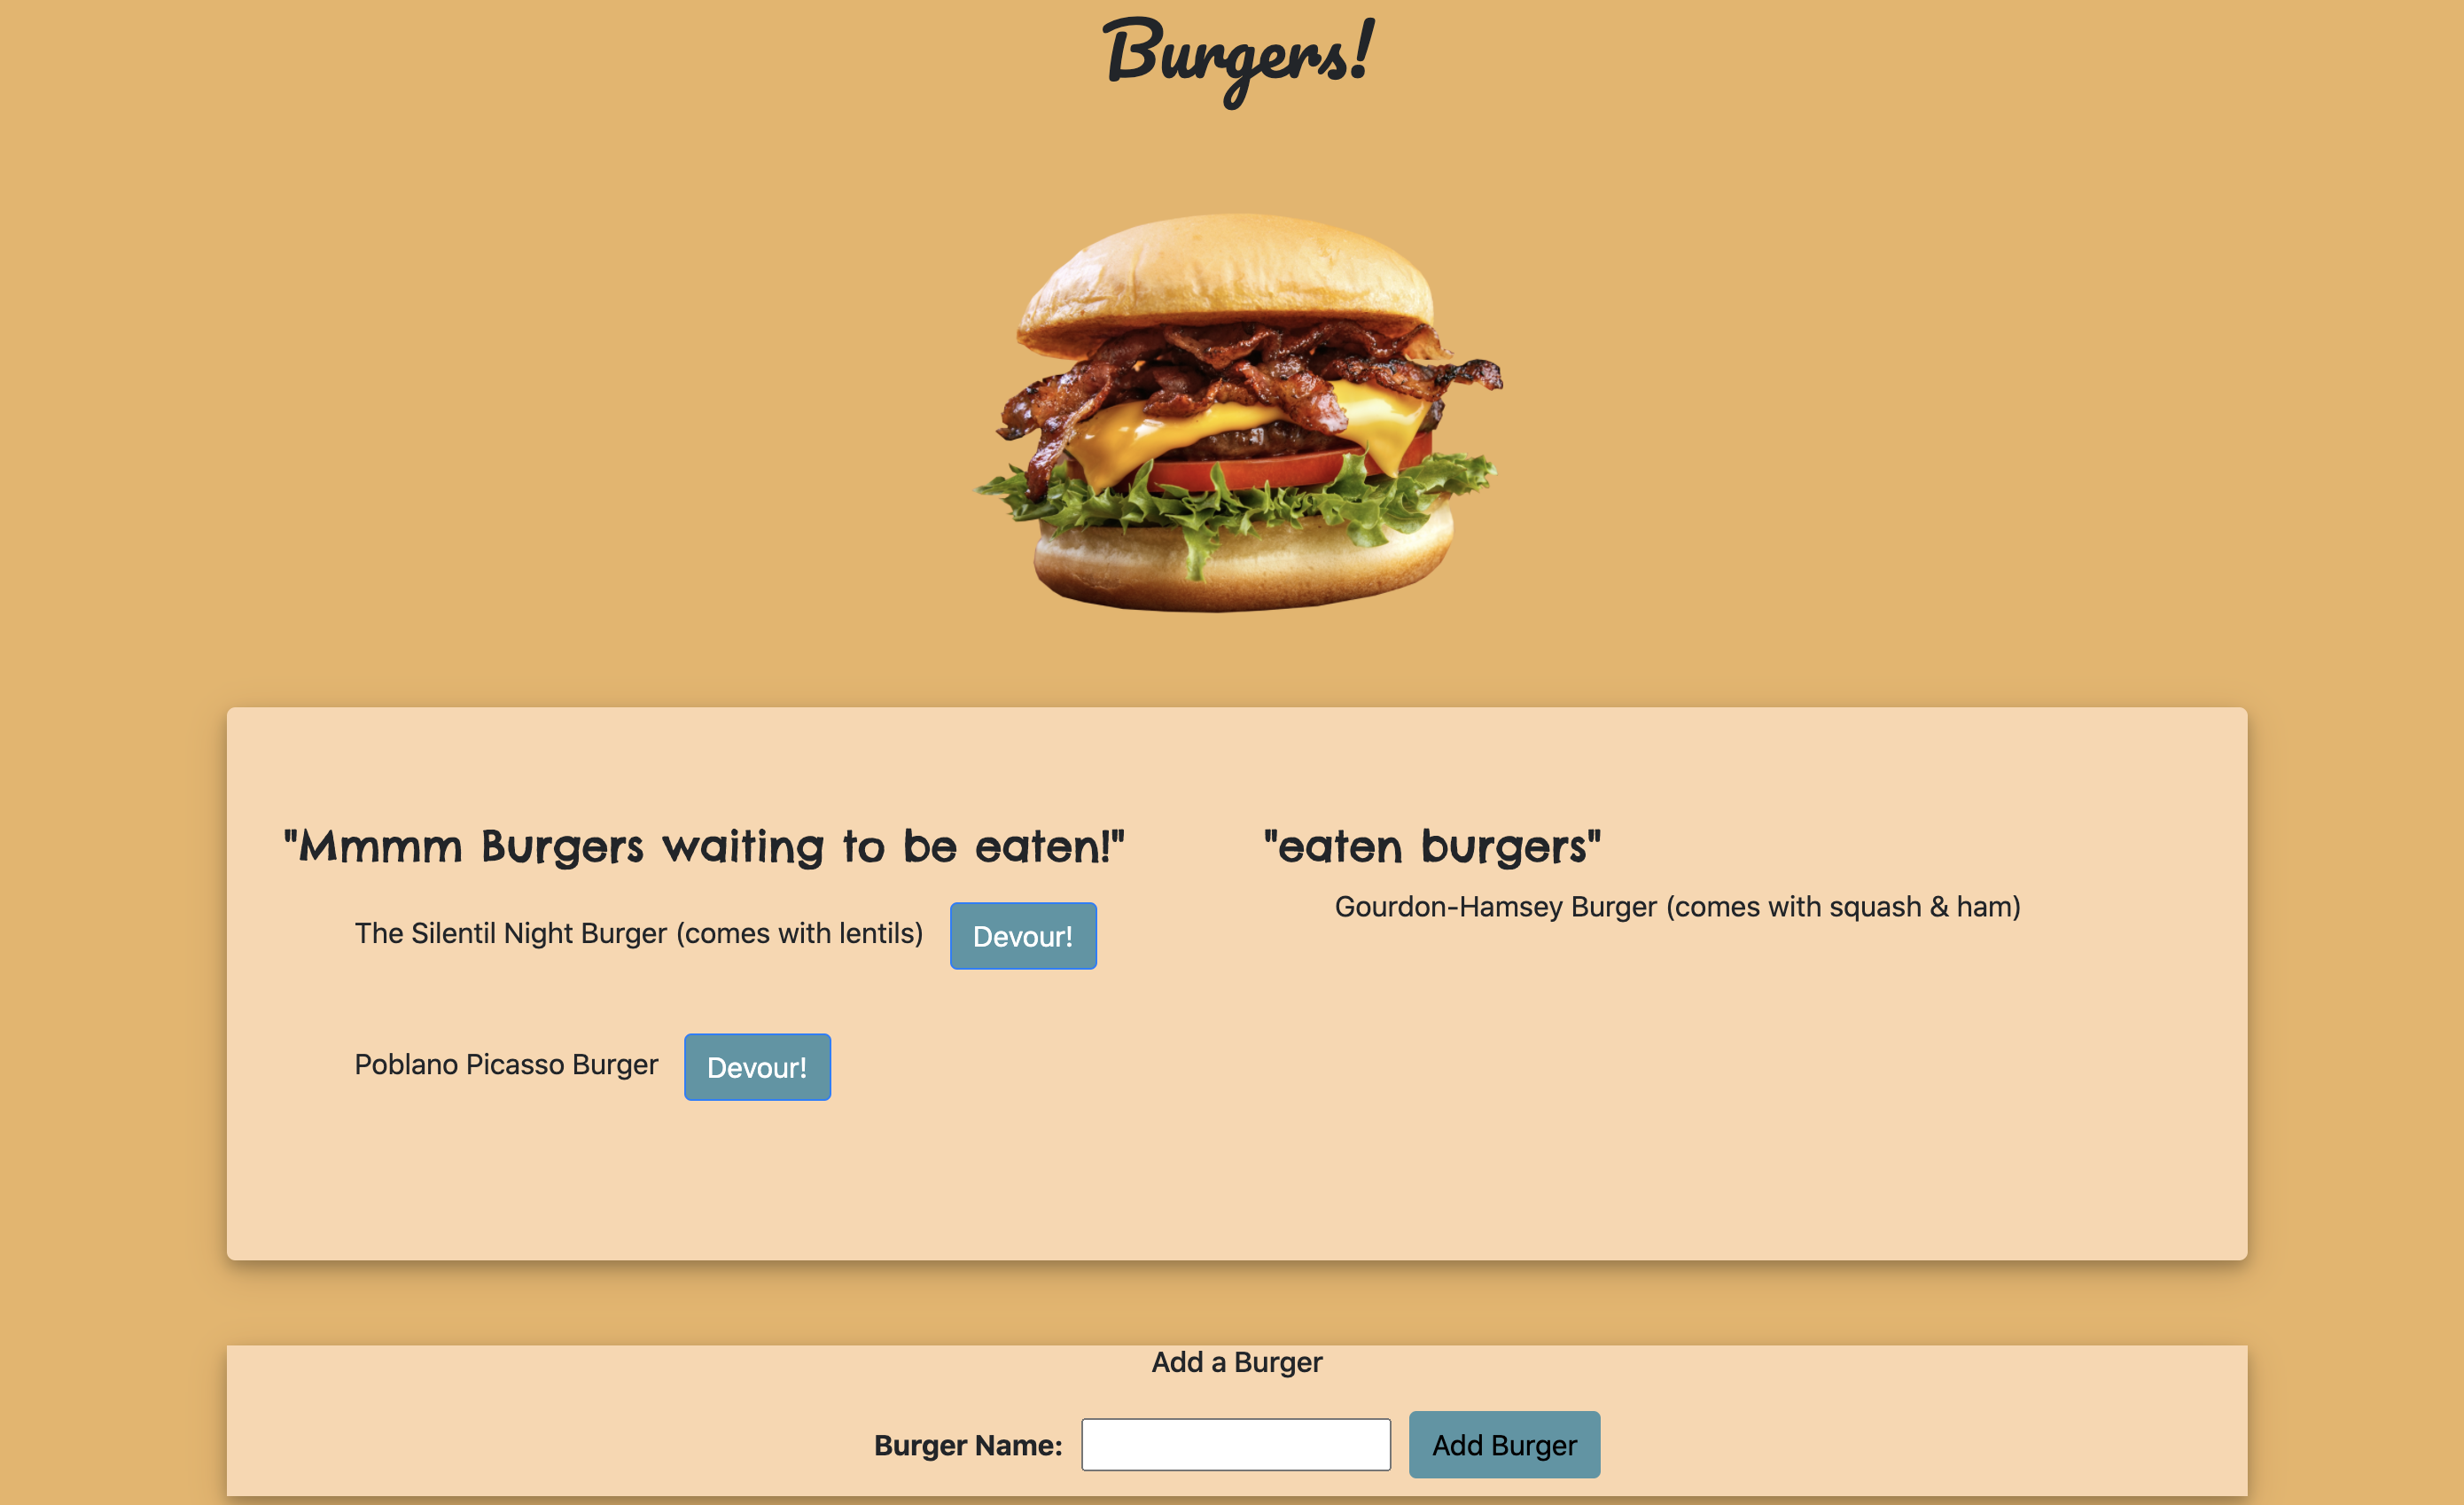 Burgers!
"Mmmm Burgers waiting to be eaten!"
The Silentil Night Burger (comes with lentils) Devour!
Poblano Picasso Burger Devour!
"eaten burgers"
Gourdon-Hamsey Burger (comes with squash & ham)
Add a Burger
Burger Name: Add Burger